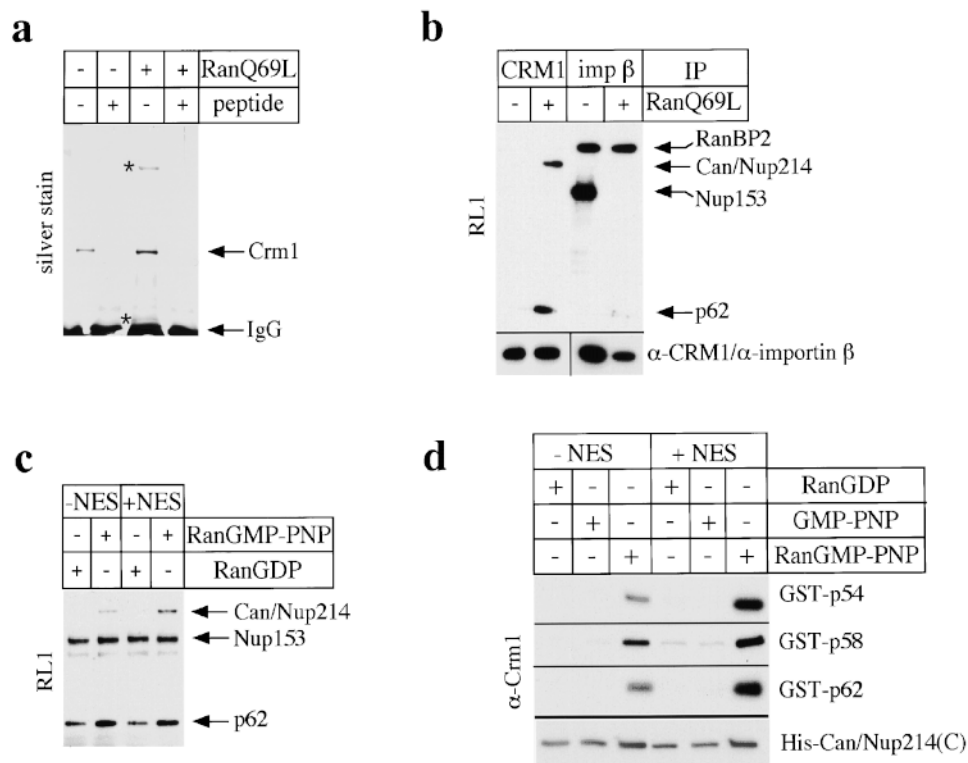 a
- - + + RanQ69L
- + - + peptide
silver stain
*
Crm1
*
IgG
b
CRM1 imp β IP
- + - + RanQ69L
RL1
RanBP2
Can/Nup214
Nup153
p62
α-CRM1/α-importin β
c
-NES +NES
- + - + RanGMP-PNP
+ - + - RanGDP
RL1
Can/Nup214
Nup153
p62
d
- NES + NES
+ - - + - - RanGDP
- + - - + - GMP-PNP
- - + - - + RanGMP-PNP
α-Crm1
GST-p54
GST-p58
GST-p62
His-Can/Nup214(C)